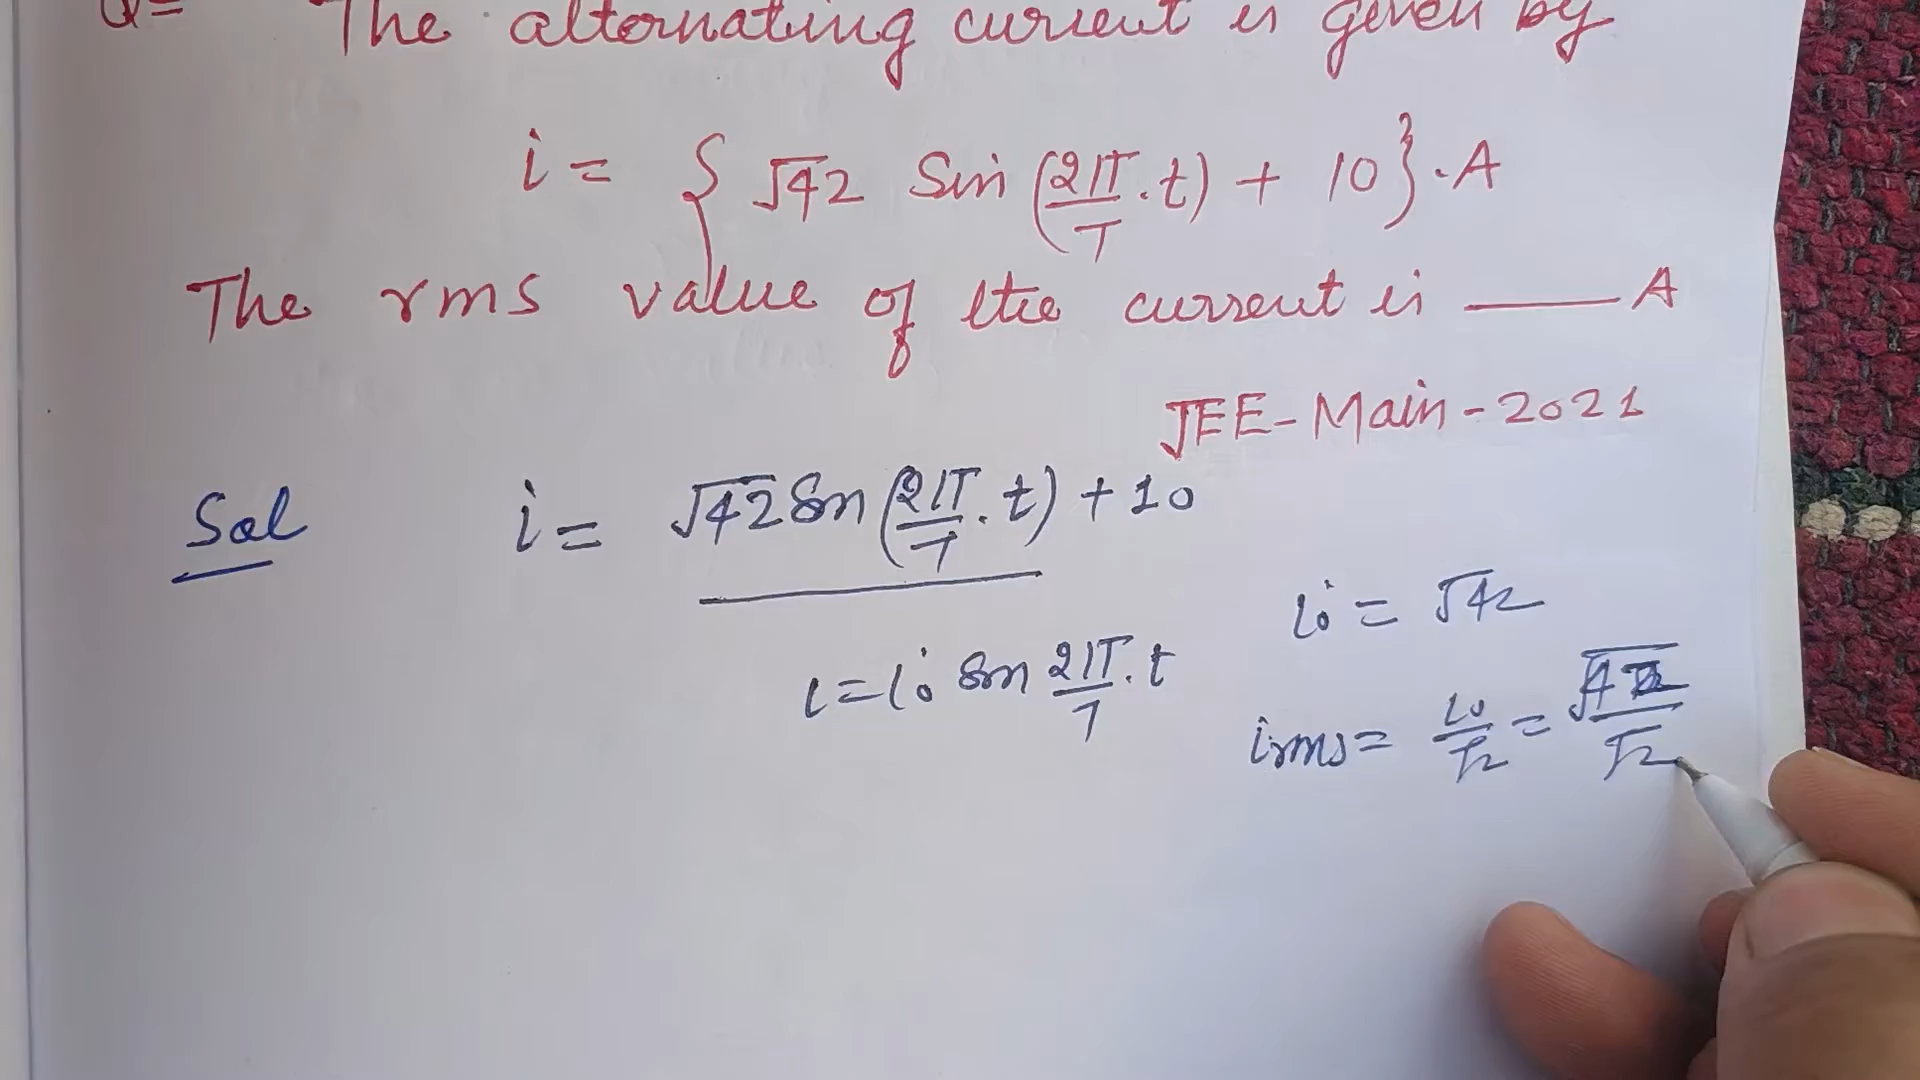 Q= The alternating current is given by
i = { √42 Sin (2π/T . t) + 10 } . A
The rms value of the current is ____ A
JEE-Main-2021
Sol i = √42 Sin (2π/T . t) + 10
i₀ = √42
i = i₀ Sin 2π/T . t
irms = i₀/√2 = √42/√2